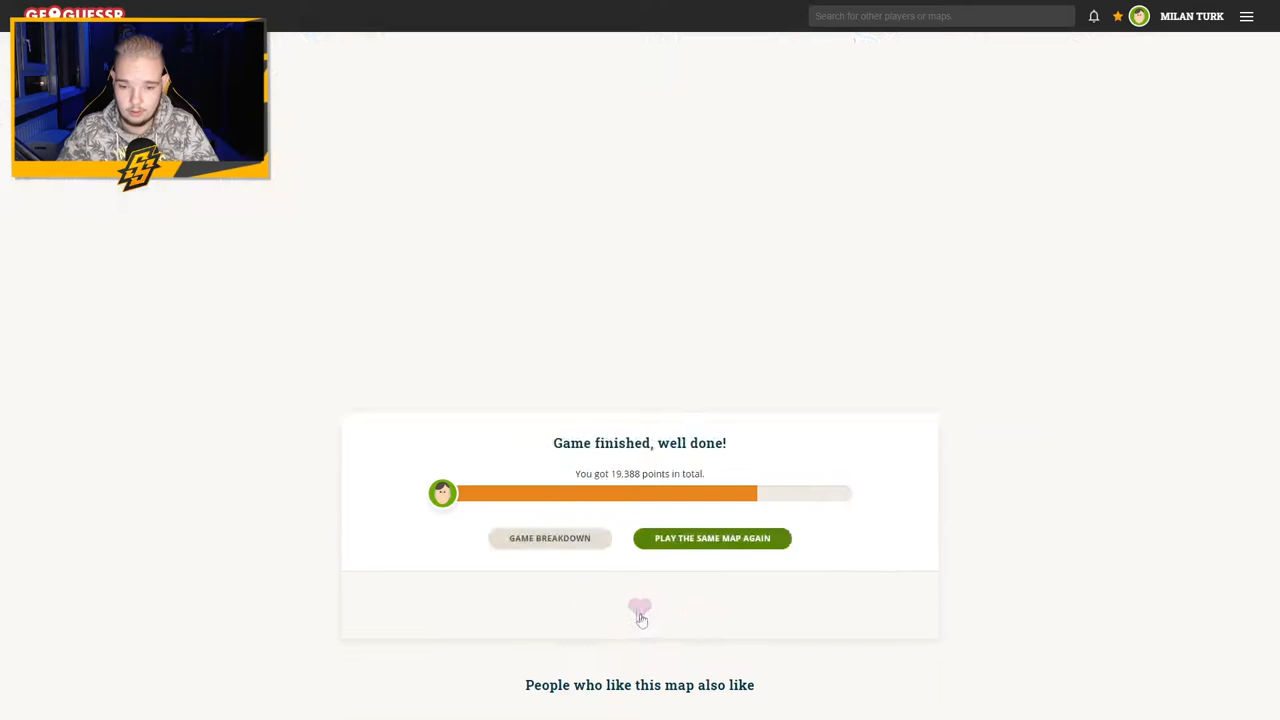 GEOGUESSR
Search for other players or maps
MILAN TURK
Game finished, well done!
You got 19,388 points in total.
GAME BREAKDOWN
PLAY THE SAME MAP AGAIN
People who like this map also like